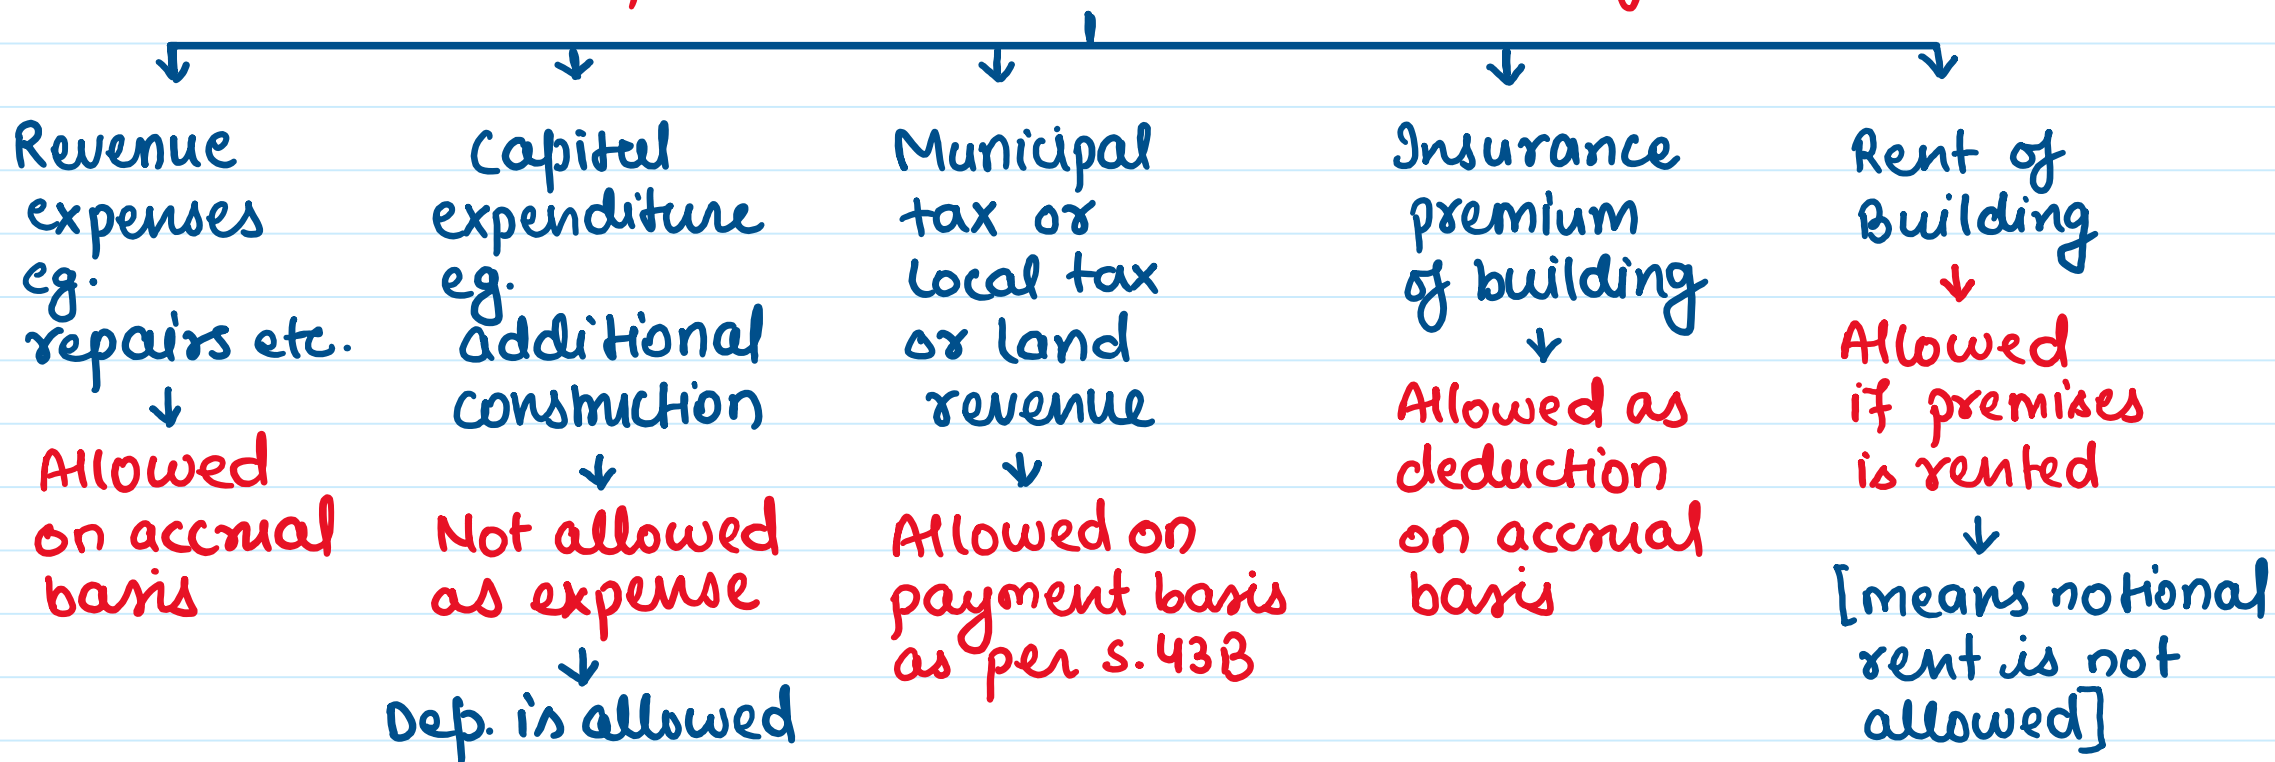 Revenue
expenses
eg.
repairs etc.
Allowed
on accrual
basis
Capital
expenditure
eg.
additional
construction
Not allowed
as expense
Dep. is allowed
Municipal
tax or
local tax
or land
revenue
Allowed on
payment basis
as per s. 43B
Insurance
premium
of building
Allowed as
deduction
on accrual
basis
Rent of
Building
Allowed
if premises
is rented
[means notional
rent is not
allowed]